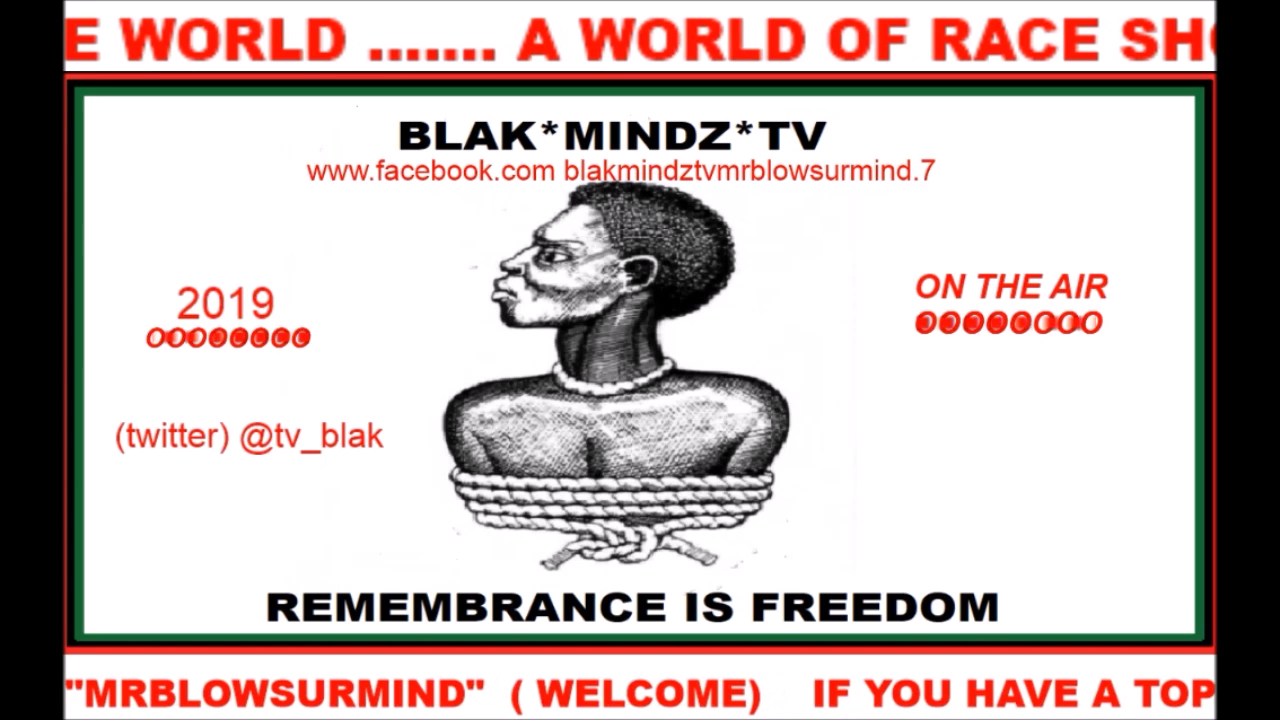 E WORLD ....... A WORLD OF RACE SH
BLAK*MINDZ*TV
www.facebook.com blakmindztvmrblowsurmind.7
2019
ON THE AIR
(twitter) @tv_blak
REMEMBRANCE IS FREEDOM
"MRBLOWSURMIND" ( WELCOME) IF YOU HAVE A TOP